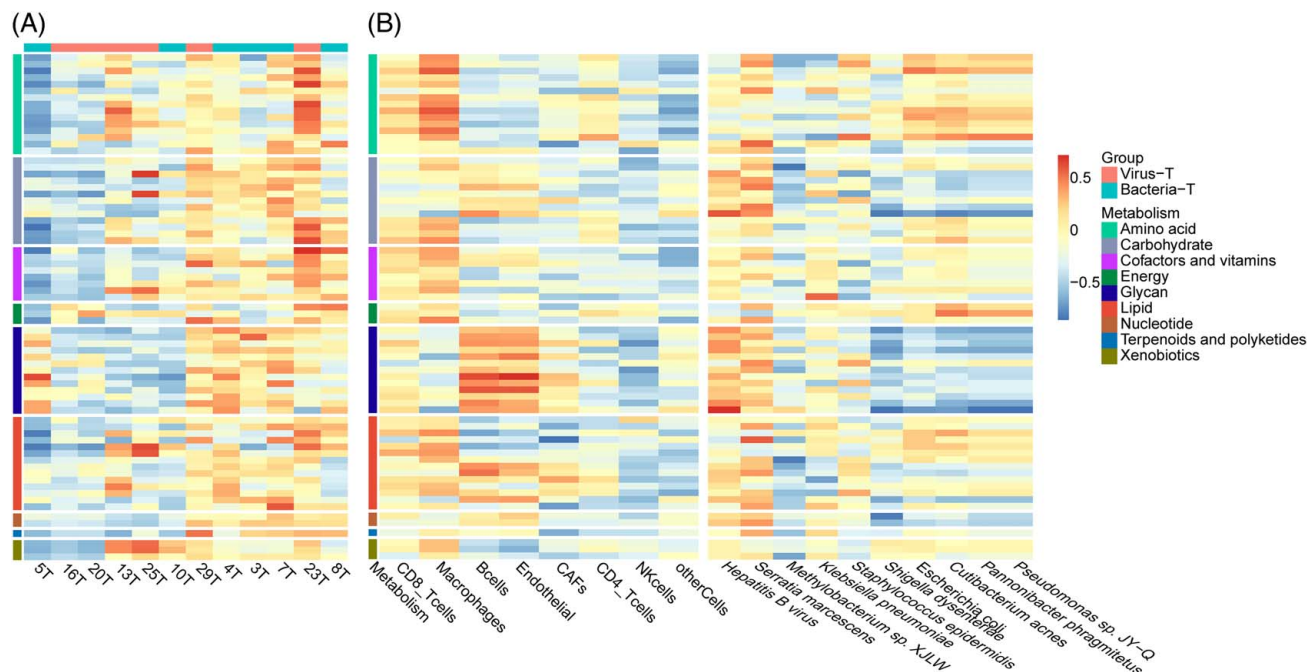 (A)
(B)
5T
16T
20T
13T
25T
10T
29T
4T
3T
7T
23T
8T
Metabolism
CD8_Tcells
Macrophages
Bcells
Endothelial
CAFs
CD4_Tcells
NKcells
otherCells
Hepatitis B virus
Serratia marcescens
Methylobacterium sp. XJLW
Klebsiella pneumoniae
Staphylococcus epidermidis
Shigella dysenteriae
Escherichia coli
Cutibacterium acnes
Pannonibacter phragmitetus
Pseudomonas sp. JY-Q
0.5
0
−0.5
Group
Virus−T
Bacteria−T
Metabolism
Amino acid
Carbohydrate
Cofactors and vitamins
Energy
Glycan
Lipid
Nucleotide
Terpenoids and polyketides
Xenobiotics